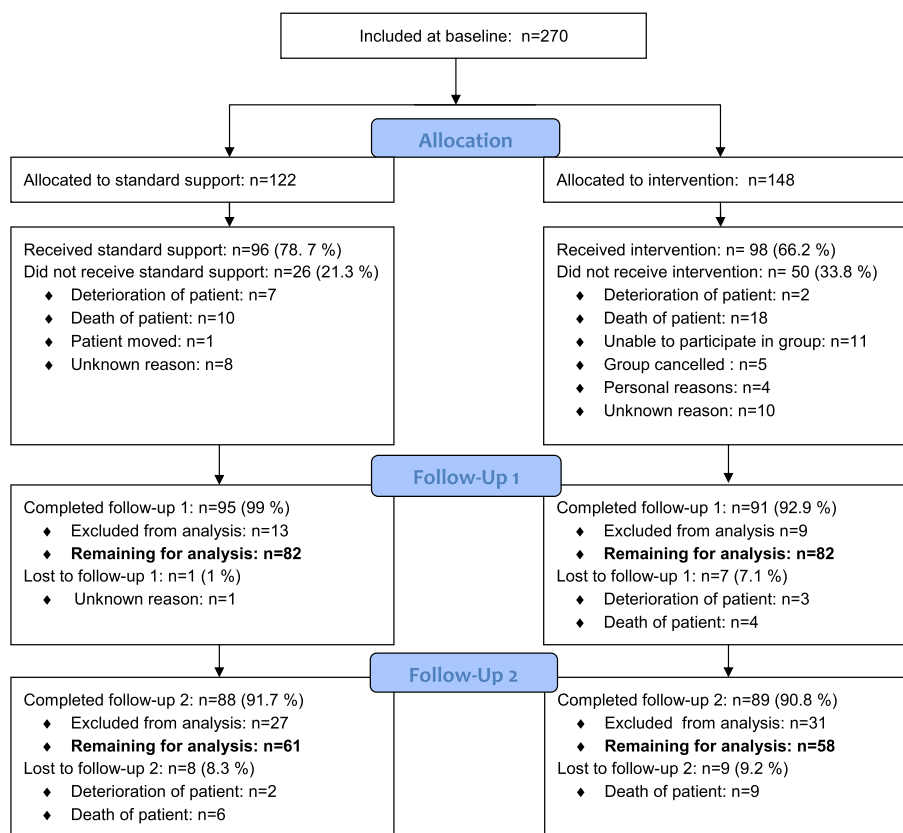 Included at baseline: n=270
Allocation
Allocated to standard support: n=122
Allocated to intervention: n=148
Received standard support: n=96 (78. 7 %)
Did not receive standard support: n=26 (21.3 %)
♦ Deterioration of patient: n=7
♦ Death of patient: n=10
♦ Patient moved: n=1
♦ Unknown reason: n=8
Received intervention: n= 98 (66.2 %)
Did not receive intervention: n= 50 (33.8 %)
♦ Deterioration of patient: n=2
♦ Death of patient: n=18
♦ Unable to participate in group: n=11
♦ Group cancelled : n=5
♦ Personal reasons: n=4
♦ Unknown reason: n=10
Follow-Up 1
Completed follow-up 1: n=95 (99 %)
♦ Excluded from analysis: n=13
♦ Remaining for analysis: n=82
Lost to follow-up 1: n=1 (1 %)
♦ Unknown reason: n=1
Completed follow-up 1: n=91 (92.9 %)
♦ Excluded from analysis n=9
♦ Remaining for analysis: n=82
Lost to follow-up 1: n=7 (7.1 %)
♦ Deterioration of patient: n=3
♦ Death of patient: n=4
Follow-Up 2
Completed follow-up 2: n=88 (91.7 %)
♦ Excluded from analysis: n=27
♦ Remaining for analysis: n=61
Lost to follow-up 2: n=8 (8.3 %)
♦ Deterioration of patient: n=2
♦ Death of patient: n=6
Completed follow-up 2: n=89 (90.8 %)
♦ Excluded from analysis: n=31
♦ Remaining for analysis: n=58
Lost to follow-up 2: n=9 (9.2 %)
♦ Death of patient: n=9